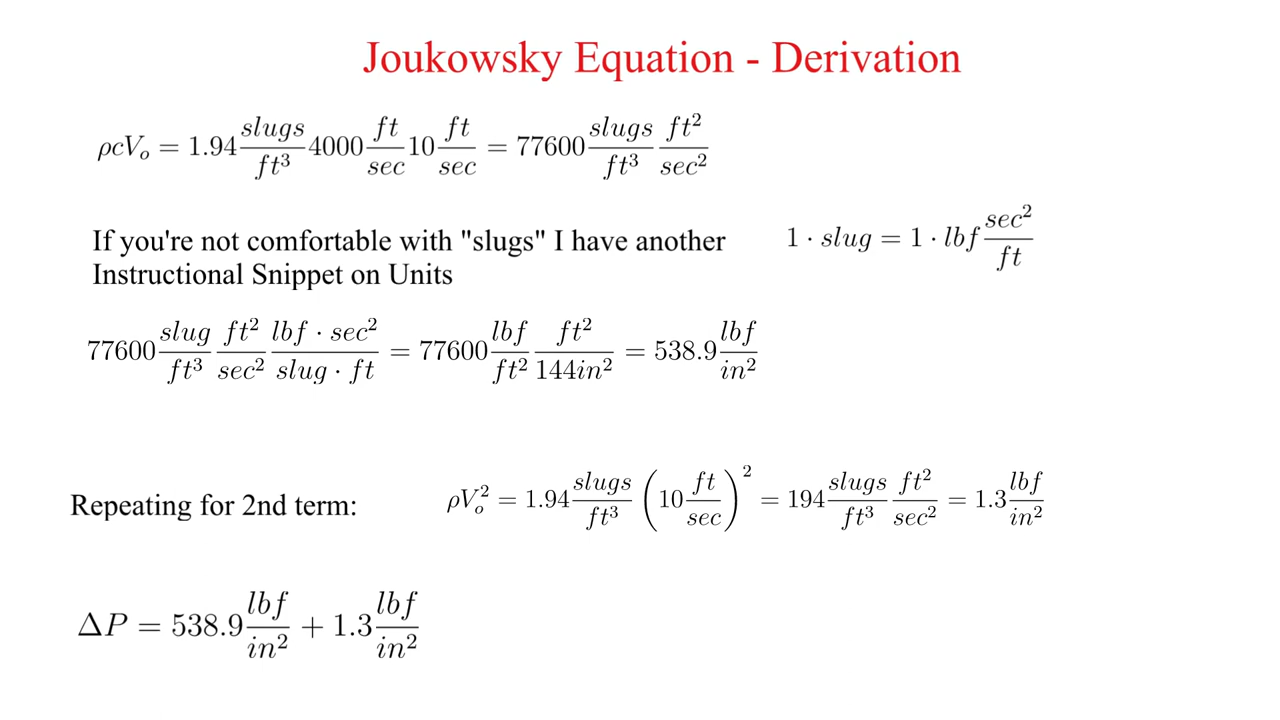 Joukowsky Equation - Derivation
ρcV_o = 1.94 slugs/ft³ 4000 ft/sec 10 ft/sec = 77600 slugs/ft³ ft²/sec²
If you're not comfortable with "slugs" I have another
Instructional Snippet on Units
1 · slug = 1 · lbf sec²/ft
77600 slug/ft³ ft²/sec² lbf · sec²/slug · ft = 77600 lbf/ft² ft²/144in² = 538.9 lbf/in²
Repeating for 2nd term:
ρV_o² = 1.94 slugs/ft³ (10 ft/sec)² = 194 slugs/ft³ ft²/sec² = 1.3 lbf/in²
ΔP = 538.9 lbf/in² + 1.3 lbf/in²